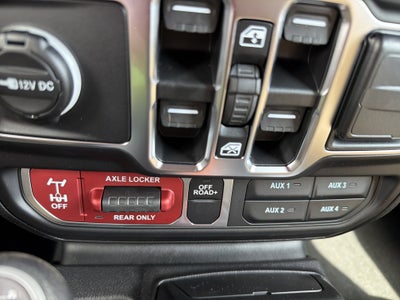 12V DC
AXLE LOCKER
OFF
REAR ONLY
OFF
ROAD+
AUX 1
AUX 3
AUX 2
AUX 4